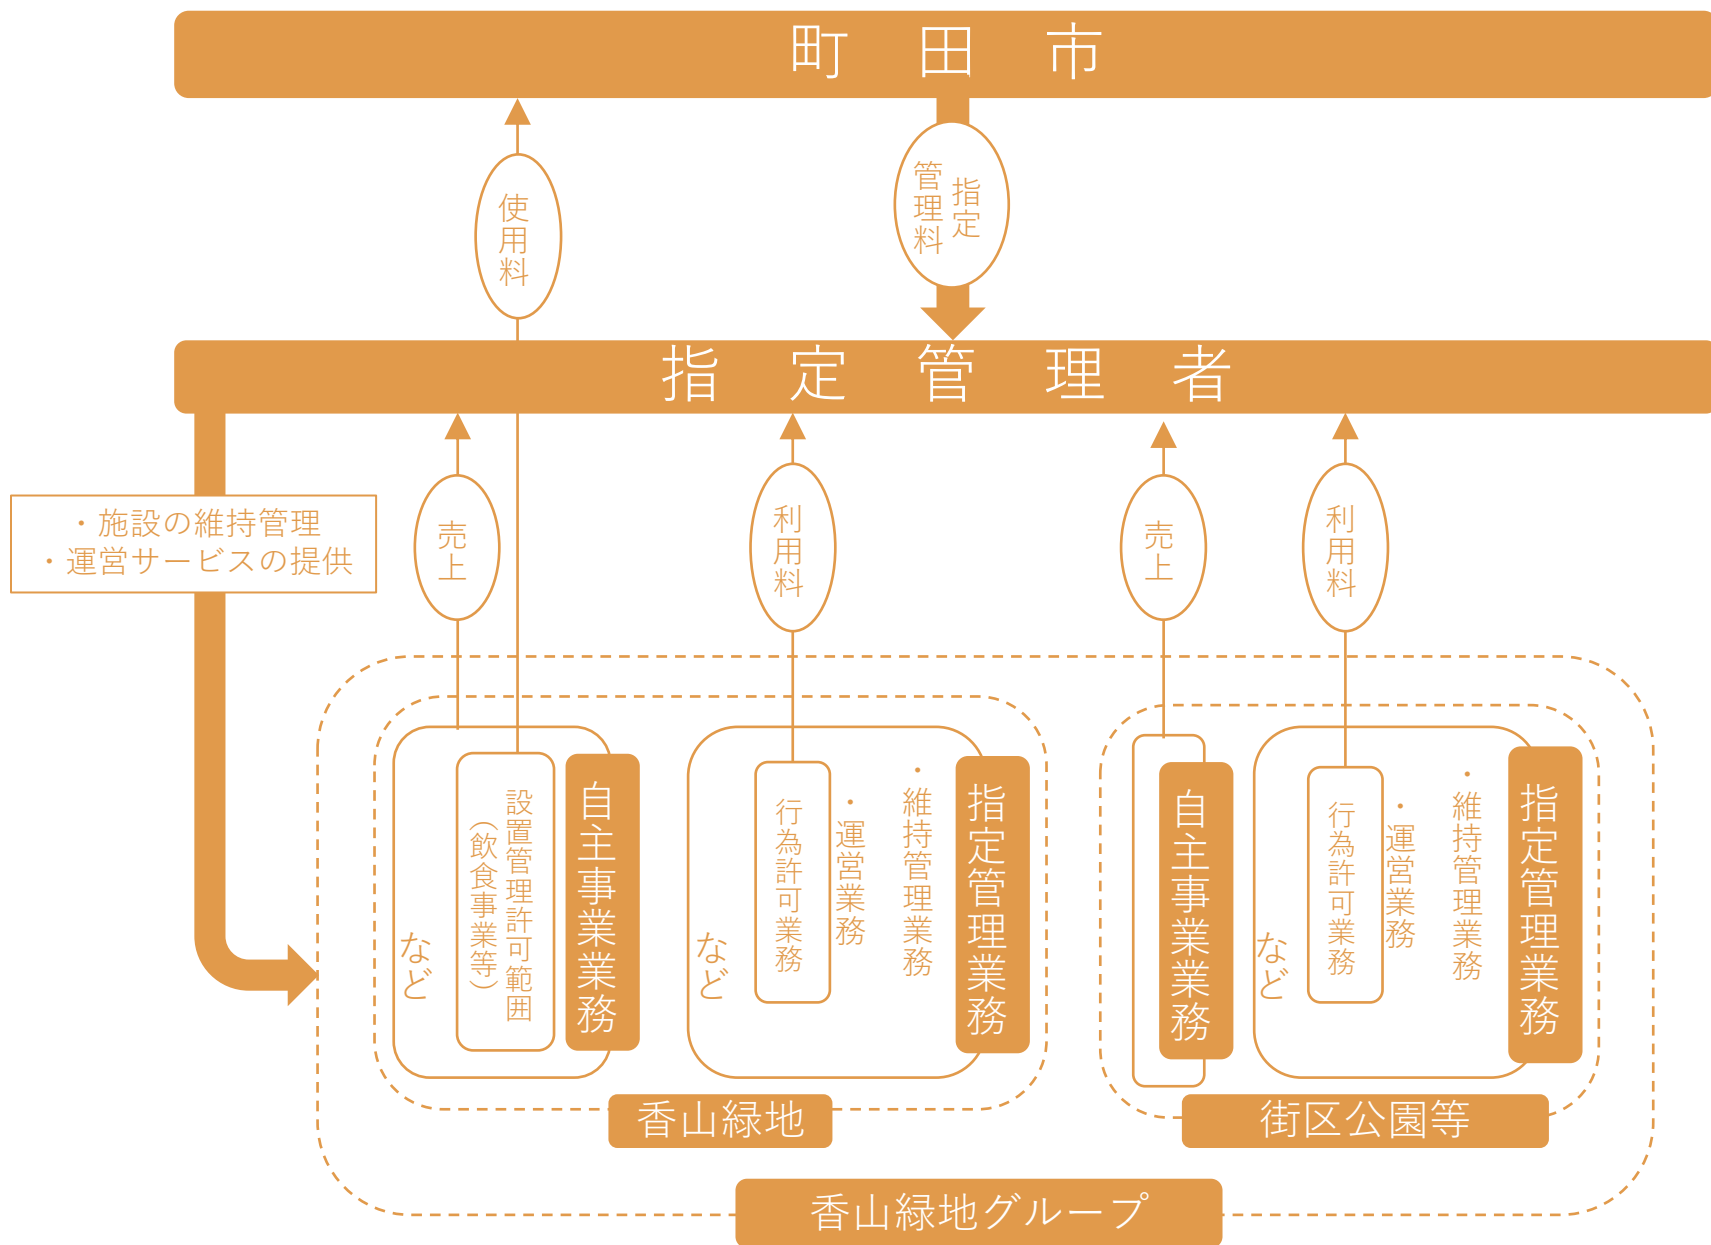 町田市
使用料
指定
管理料
指定管理者
・施設の維持管理
・運営サービスの提供
売上
利用料
売上
利用料
自主事業業務
設置管理許可範囲
（飲食事業等）
など
指定管理業務
・維持管理業務
・運営業務
行為許可業務
など
香山緑地
自主事業業務
指定管理業務
・維持管理業務
・運営業務
行為許可業務
など
街区公園等
香山緑地グループ